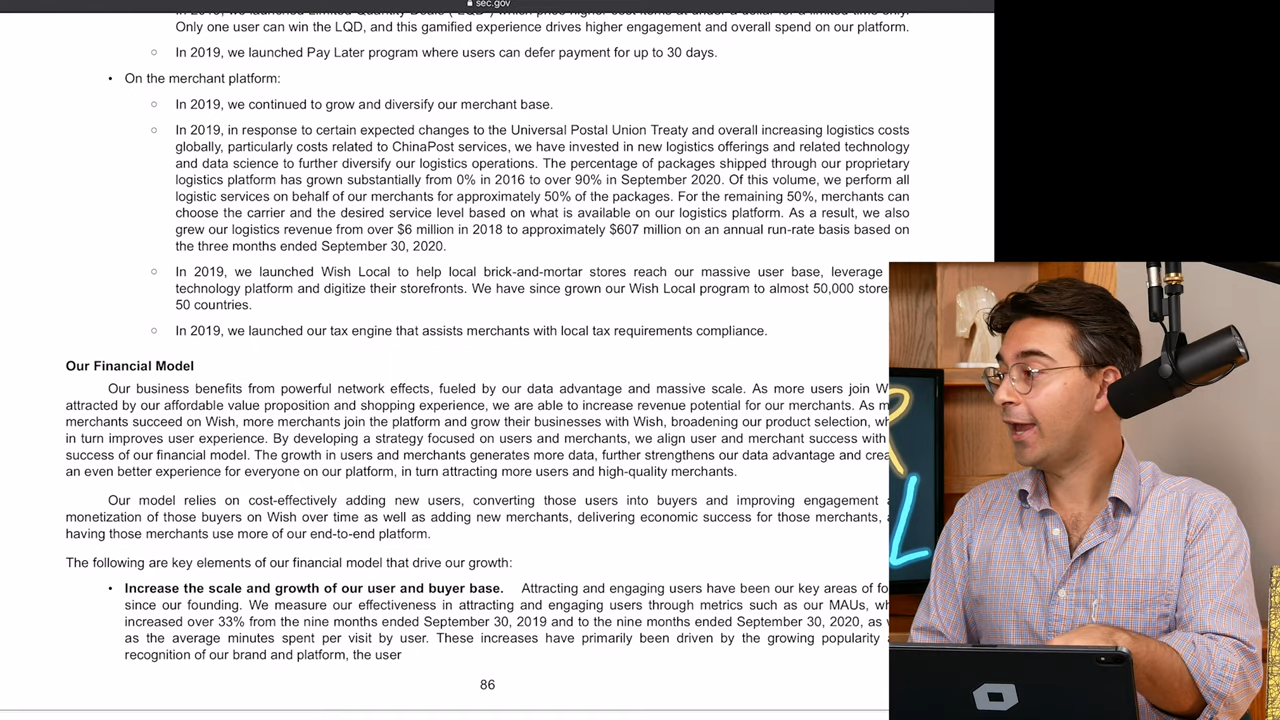 sec.gov
In 2019, we launched Limited Quantity Deals ("LQD") which price higher cost items at under a dollar for a limited time only.
Only one user can win the LQD, and this gamified experience drives higher engagement and overall spend on our platform.
○ In 2019, we launched Pay Later program where users can defer payment for up to 30 days.
• On the merchant platform:
○ In 2019, we continued to grow and diversify our merchant base.
○ In 2019, in response to certain expected changes to the Universal Postal Union Treaty and overall increasing logistics costs
globally, particularly costs related to ChinaPost services, we have invested in new logistics offerings and related technology
and data science to further diversify our logistics operations. The percentage of packages shipped through our proprietary
logistics platform has grown substantially from 0% in 2016 to over 90% in September 2020. Of this volume, we perform all
logistic services on behalf of our merchants for approximately 50% of the packages. For the remaining 50%, merchants can
choose the carrier and the desired service level based on what is available on our logistics platform. As a result, we also
grew our logistics revenue from over $6 million in 2018 to approximately $607 million on an annual run-rate basis based on
the three months ended September 30, 2020.
○ In 2019, we launched Wish Local to help local brick-and-mortar stores reach our massive user base, leverage
technology platform and digitize their storefronts. We have since grown our Wish Local program to almost 50,000 store
50 countries.
○ In 2019, we launched our tax engine that assists merchants with local tax requirements compliance.
Our Financial Model
Our business benefits from powerful network effects, fueled by our data advantage and massive scale. As more users join W
attracted by our affordable value proposition and shopping experience, we are able to increase revenue potential for our merchants. As m
merchants succeed on Wish, more merchants join the platform and grow their businesses with Wish, broadening our product selection, wh
in turn improves user experience. By developing a strategy focused on users and merchants, we align user and merchant success with
success of our financial model. The growth in users and merchants generates more data, further strengthens our data advantage and crea
an even better experience for everyone on our platform, in turn attracting more users and high-quality merchants.
Our model relies on cost-effectively adding new users, converting those users into buyers and improving engagement
monetization of those buyers on Wish over time as well as adding new merchants, delivering economic success for those merchants,
having those merchants use more of our end-to-end platform.
The following are key elements of our financial model that drive our growth:
• Increase the scale and growth of our user and buyer base. Attracting and engaging users have been our key areas of fo
since our founding. We measure our effectiveness in attracting and engaging users through metrics such as our MAUs, wh
increased over 33% from the nine months ended September 30, 2019 and to the nine months ended September 30, 2020, as
as the average minutes spent per visit by user. These increases have primarily been driven by the growing popularity
recognition of our brand and platform, the user
86
R
L